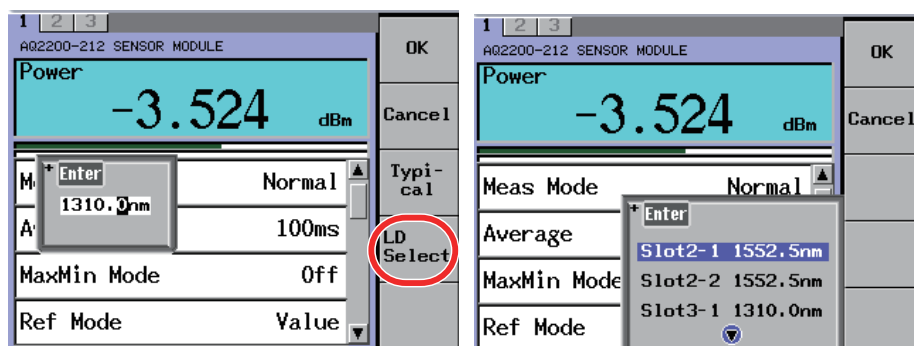 1 2 3
AQ2200-212 SENSOR MODULE
Power
-3.524 dBm
Enter
1310.0nm
M Normal
A 100ms
MaxMin Mode Off
Ref Mode Value
OK
Cancel
Typi-
cal
LD
Select
1 2 3
AQ2200-212 SENSOR MODULE
Power
-3.524 dBm
Meas Mode Normal
Average
MaxMin Mode
Ref Mode
Enter
Slot2-1 1552.5nm
Slot2-2 1552.5nm
Slot3-1 1310.0nm
OK
Cancel